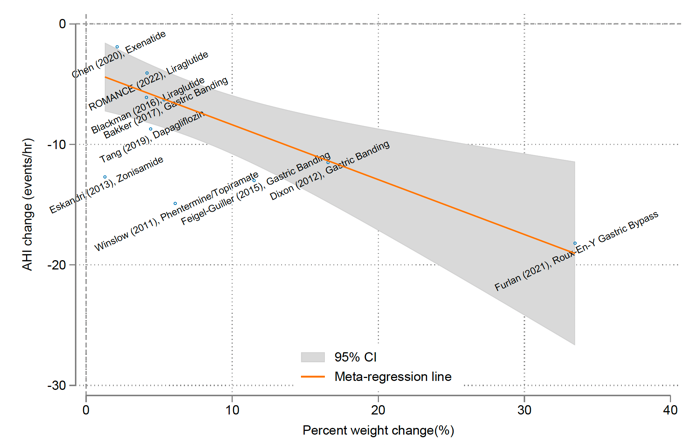 0
Chen (2020), Exenatide
ROMANCE (2022), Liraglutide
Blackman (2016), Liraglutide
Bakker (2017), Gastric Banding
Tang (2019), Dapagliflozin
Eskandri (2013), Zonisamide
Winslow (2011), Phentermine/Topiramate
Feigel-Guiller (2015), Gastric Banding
Dixon (2012), Gastric Banding
Furlan (2021), Roux-En-Y Gastric Bypass
AHI change (events/hr)
-10
-20
-30
95% CI
Meta-regression line
0 10 20 30 40
Percent weight change(%)